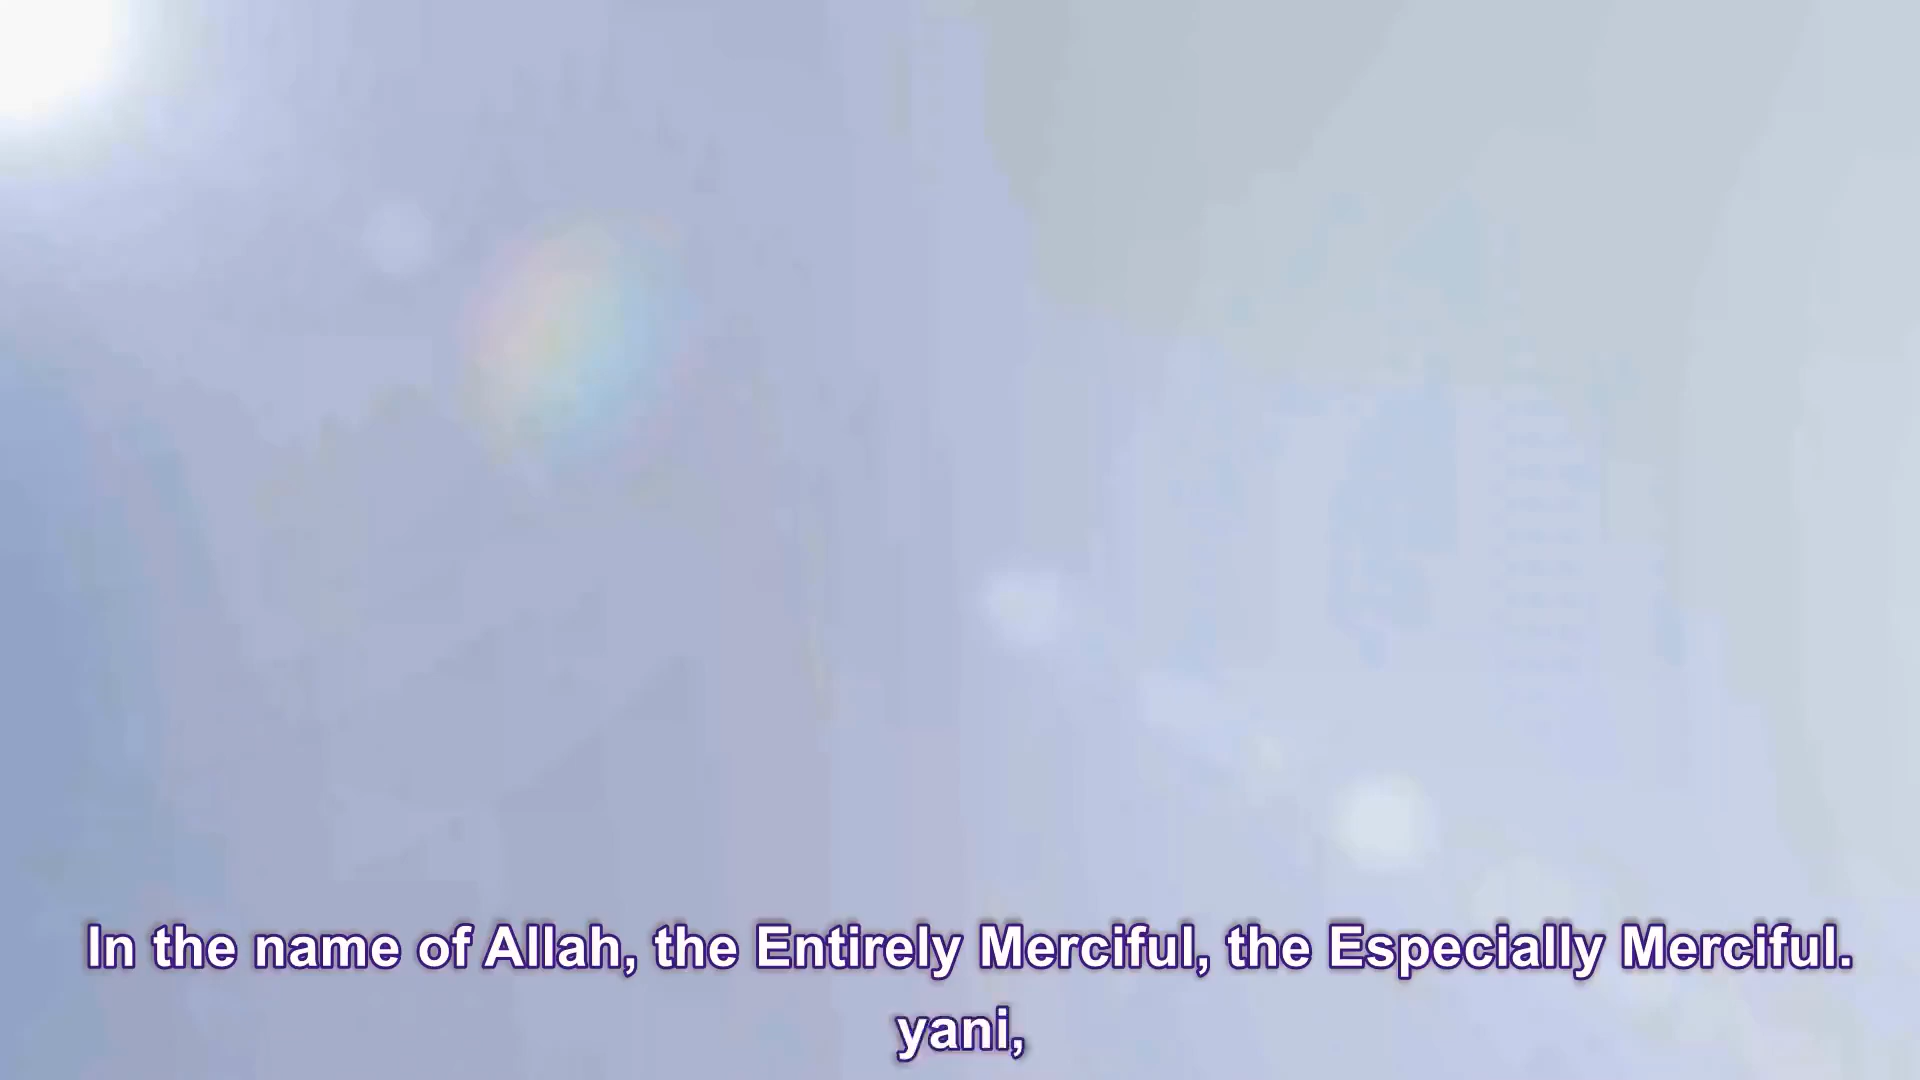 In the name of Allah, the Entirely Merciful, the Especially Merciful.
yani,